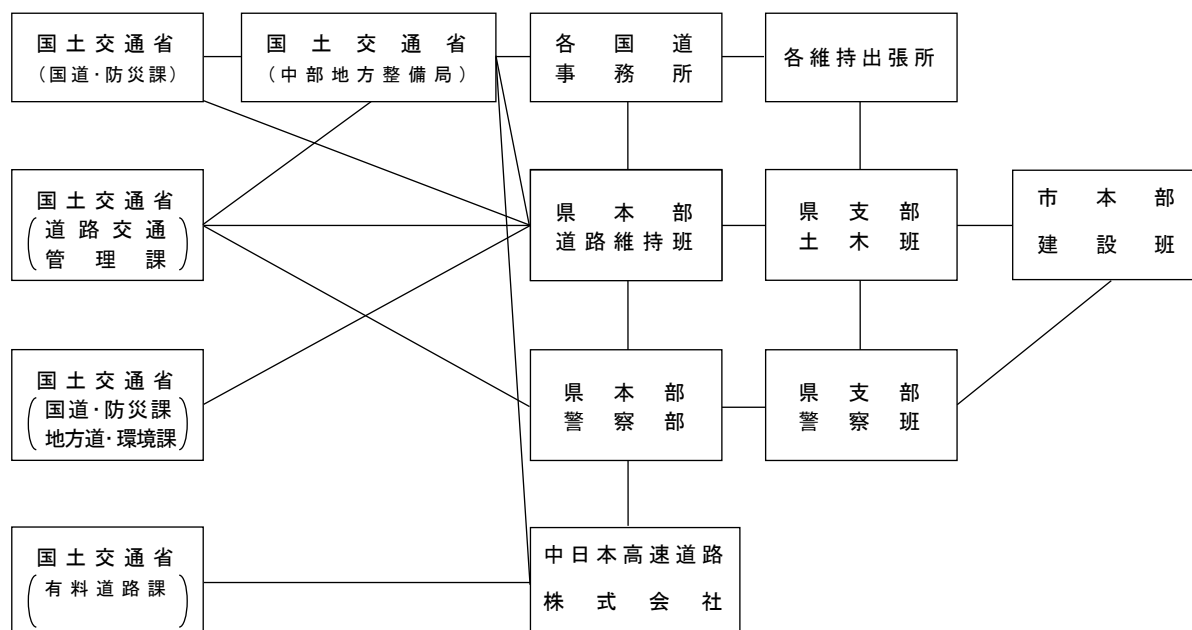 国土交通省
（国道・防災課）
国土交通省
（中部地方整備局）
各国道
事務所
各維持出張所
国土交通省
（道路交通
管理課）
県本部
道路維持班
県支部
土木班
市本部
建設班
国土交通省
（国道・防災課
地方道・環境課）
県本部
警察部
県支部
警察班
国土交通省
（有料道路課）
中日本高速道路
株式会社